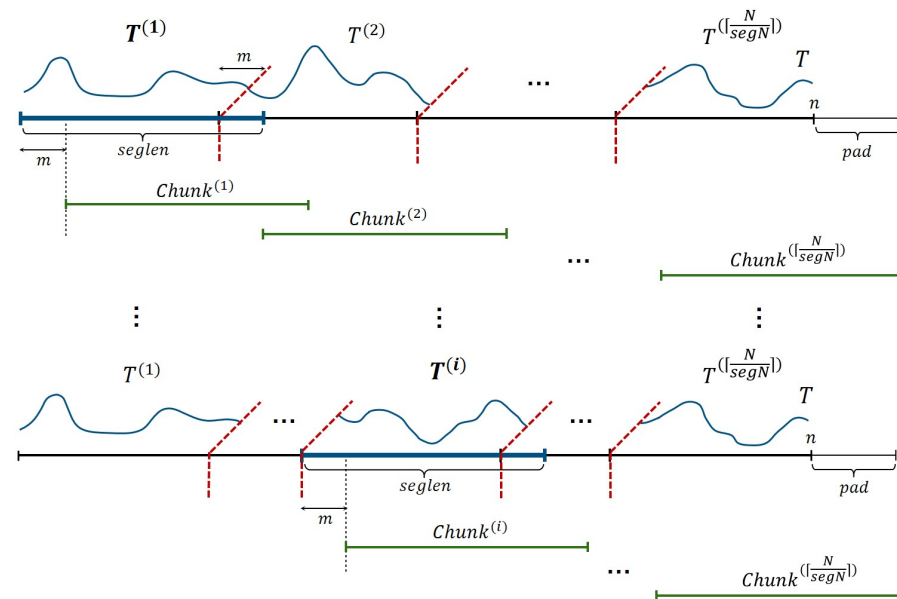 T^(1)
T^(2)
T^(⌈N/segN⌉)
T
m
...
n
seglen
pad
m
Chunk^(1)
Chunk^(2)
...
Chunk^(⌈N/segN⌉)
⋮ ⋮ ⋮
T^(1)
T^(i)
T^(⌈N/segN⌉)
T
... ...
n
seglen
pad
m
Chunk^(i)
...
Chunk^(⌈N/segN⌉)